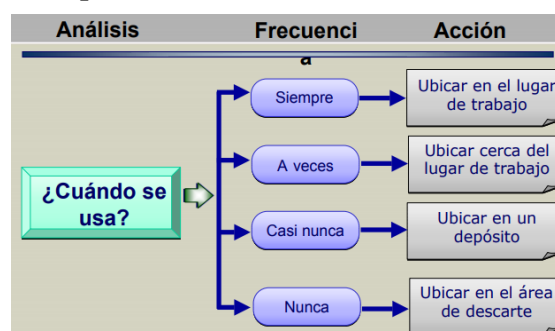 Análisis
Frecuenci
a
Acción
¿Cuándo se
usa?
Siempre
Ubicar en el lugar
de trabajo
A veces
Ubicar cerca del
lugar de trabajo
Casi nunca
Ubicar en un
depósito
Nunca
Ubicar en el área
de descarte